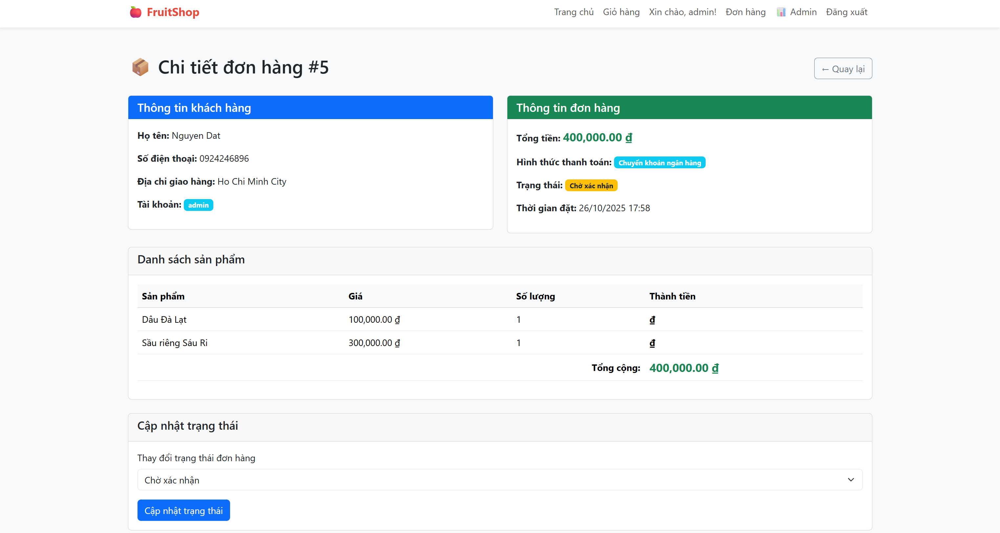 FruitShop
Trang chủ Giỏ hàng Xin chào, admin! Đơn hàng Admin Đăng xuất
Chi tiết đơn hàng #5
← Quay lại
Thông tin khách hàng
Họ tên: Nguyen Dat
Số điện thoại: 0924246896
Địa chỉ giao hàng: Ho Chi Minh City
Tài khoản: admin
Thông tin đơn hàng
Tổng tiền: 400,000.00 ₫
Hình thức thanh toán: Chuyển khoản ngân hàng
Trạng thái: Chờ xác nhận
Thời gian đặt: 26/10/2025 17:58
Danh sách sản phẩm
Sản phẩm Giá Số lượng Thành tiền
Dâu Đà Lạt 100,000.00 ₫ 1 ₫
Sầu riêng Sáu Ri 300,000.00 ₫ 1 ₫
Tổng cộng: 400,000.00 ₫
Cập nhật trạng thái
Thay đổi trạng thái đơn hàng
Chờ xác nhận
Cập nhật trạng thái